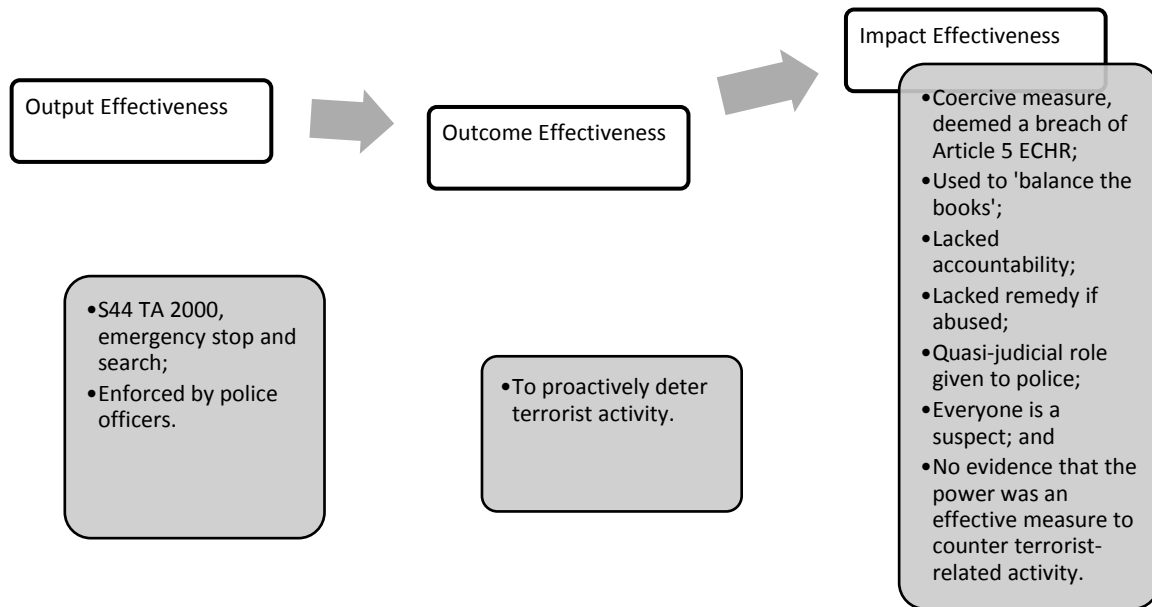 Output Effectiveness
•S44 TA 2000,
emergency stop and
search;
•Enforced by police
officers.
Outcome Effectiveness
•To proactively deter
terrorist activity.
Impact Effectiveness
•Coercive measure,
deemed a breach of
Article 5 ECHR;
•Used to 'balance the
books';
•Lacked
accountability;
•Lacked remedy if
abused;
•Quasi-judicial role
given to police;
•Everyone is a
suspect; and
•No evidence that the
power was an
effective measure to
counter terrorist-
related activity.